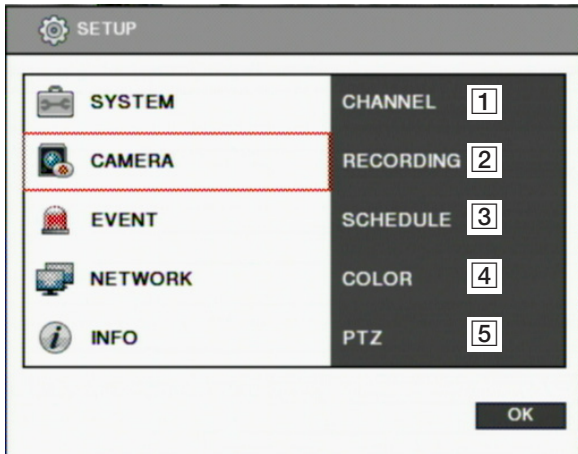 SETUP
SYSTEM CHANNEL 1
CAMERA RECORDING 2
EVENT SCHEDULE 3
NETWORK COLOR 4
i INFO PTZ 5
OK